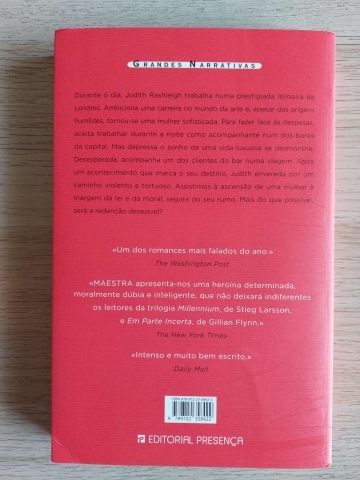 GRANDES NARRATIVAS
Durante o dia, Judith Rashleigh trabalha numa prestigiada leiloeira de
Londres. Ambiciona uma carreira no mundo da arte e, apesar das origens
humildes, tornou-se uma mulher sofisticada. Para fazer face às despesas,
aceita trabalhar durante a noite como acompanhante num dos bares
da capital. Mas depressa o sonho de uma vida luxuosa se desmorona.
Desesperada, acompanha um dos clientes do bar numa viagem. Após
um acontecimento que marca o seu destino, Judith envereda por um
caminho violento e tortuoso. Assistimos à ascensão de uma mulher à
margem da lei e da moral, segura do seu rumo. Mais do que possível,
será a redenção desejável?
«Um dos romances mais falados do ano.»
The Washington Post
«MAESTRA apresenta-nos uma heroína determinada,
moralmente dúbia e inteligente, que não deixará indiferentes
os leitores da trilogia Millennium, de Stieg Larsson,
e Em Parte Incerta, de Gillian Flynn.»
The New York Times
«Intenso e muito bem escrito.»
Daily Mail
EDITORIAL PRESENÇA